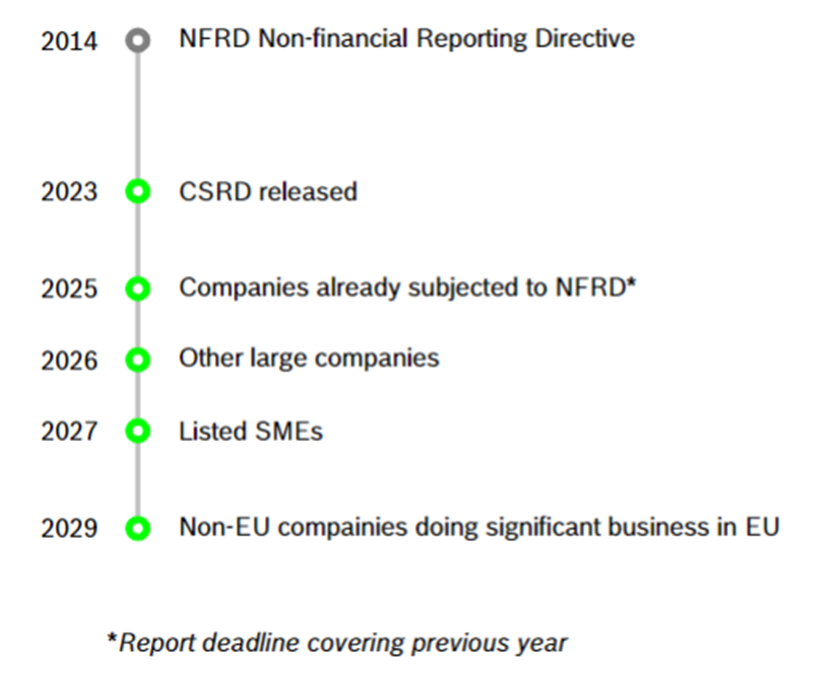 2014 NFRD Non-financial Reporting Directive
2023 CSRD released
2025 Companies already subjected to NFRD*
2026 Other large companies
2027 Listed SMEs
2029 Non-EU compainies doing significant business in EU
*Report deadline covering previous year